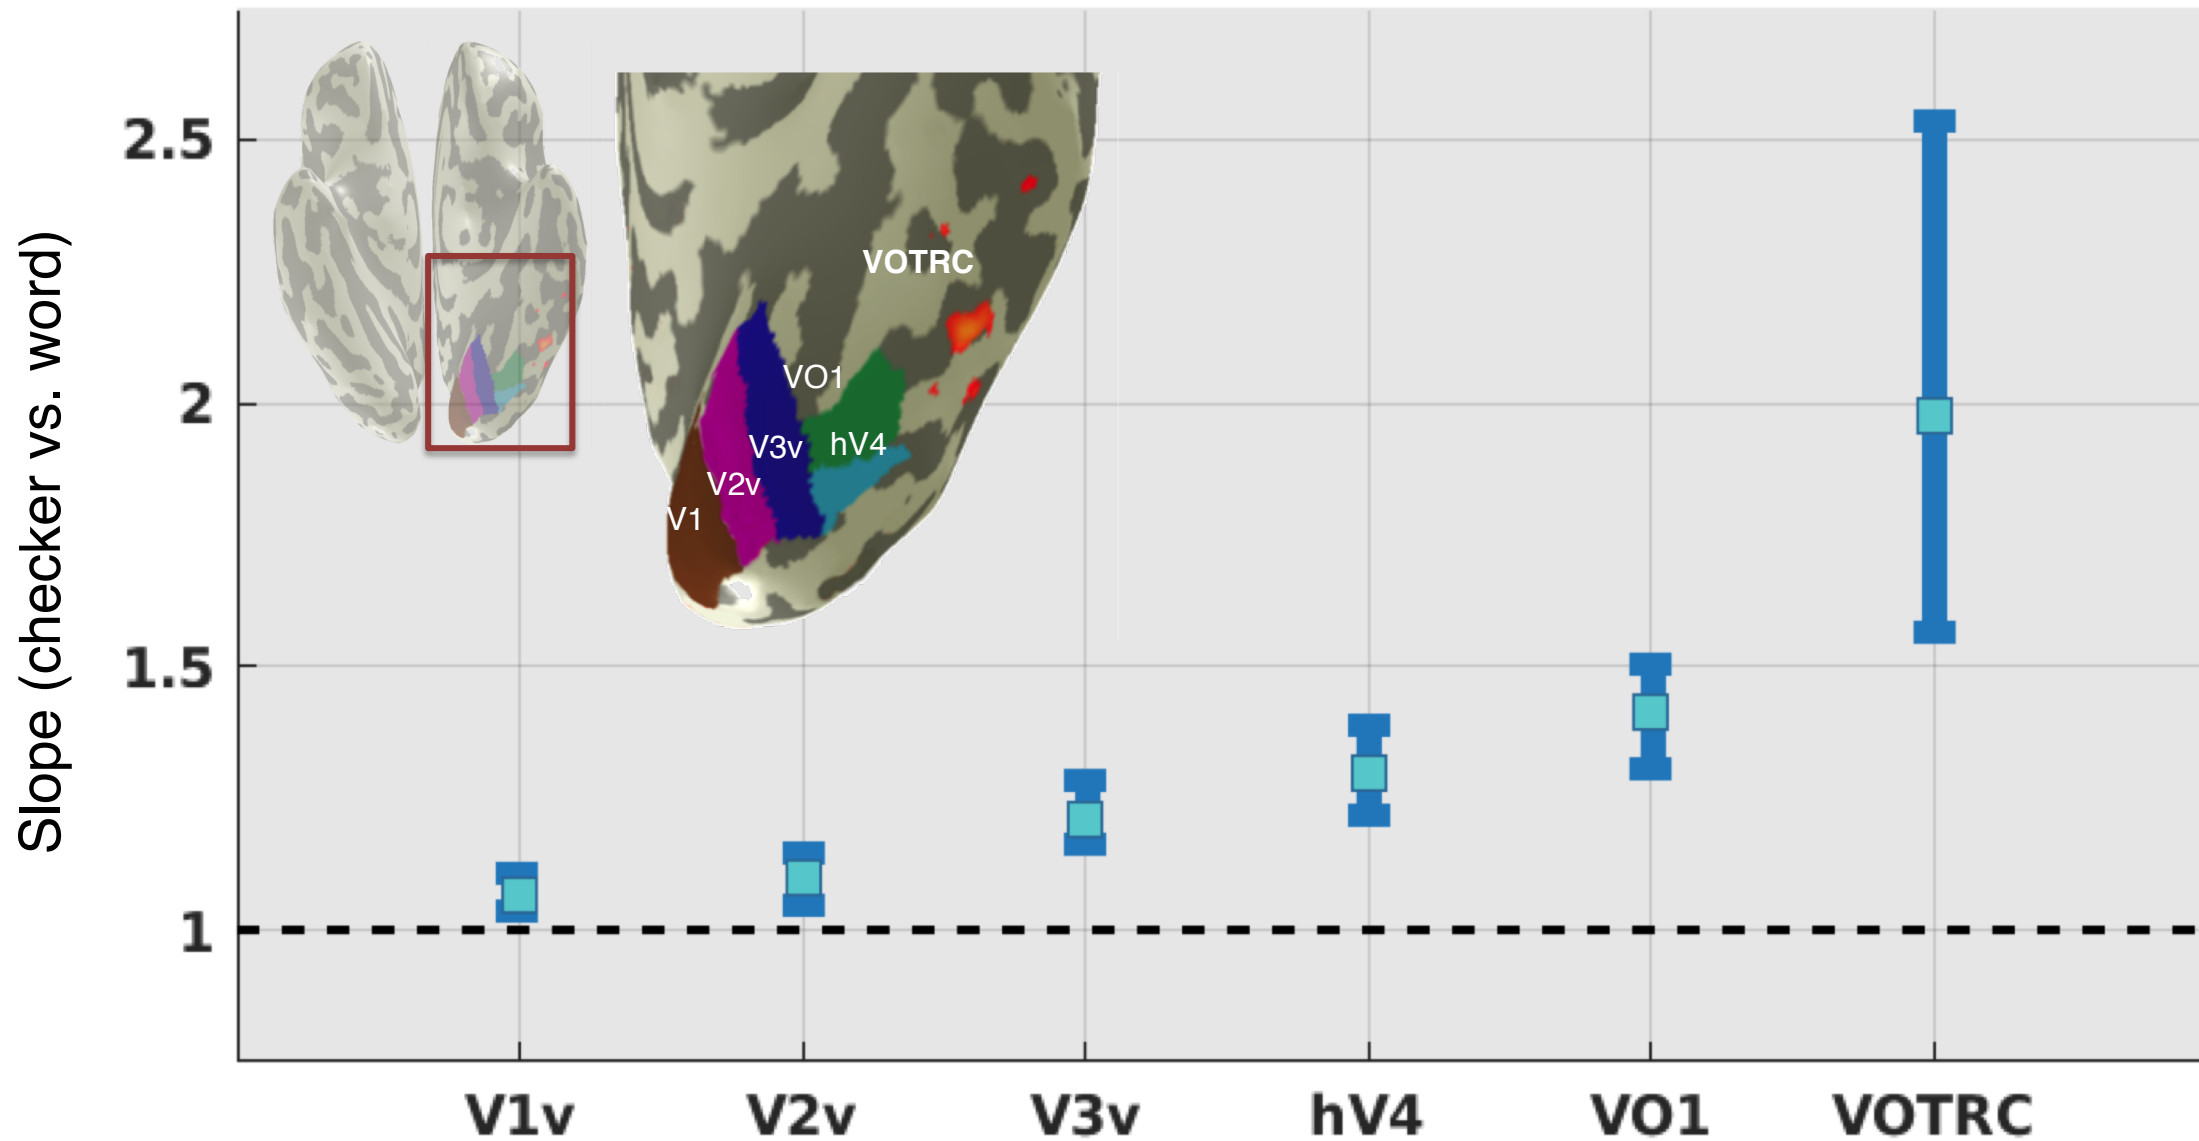 Slope (checker vs. word)
2.5
2
1.5
1
VOTRC
VO1
V3v
hV4
V2v
V1
V1v
V2v
V3v
hV4
VO1
VOTRC